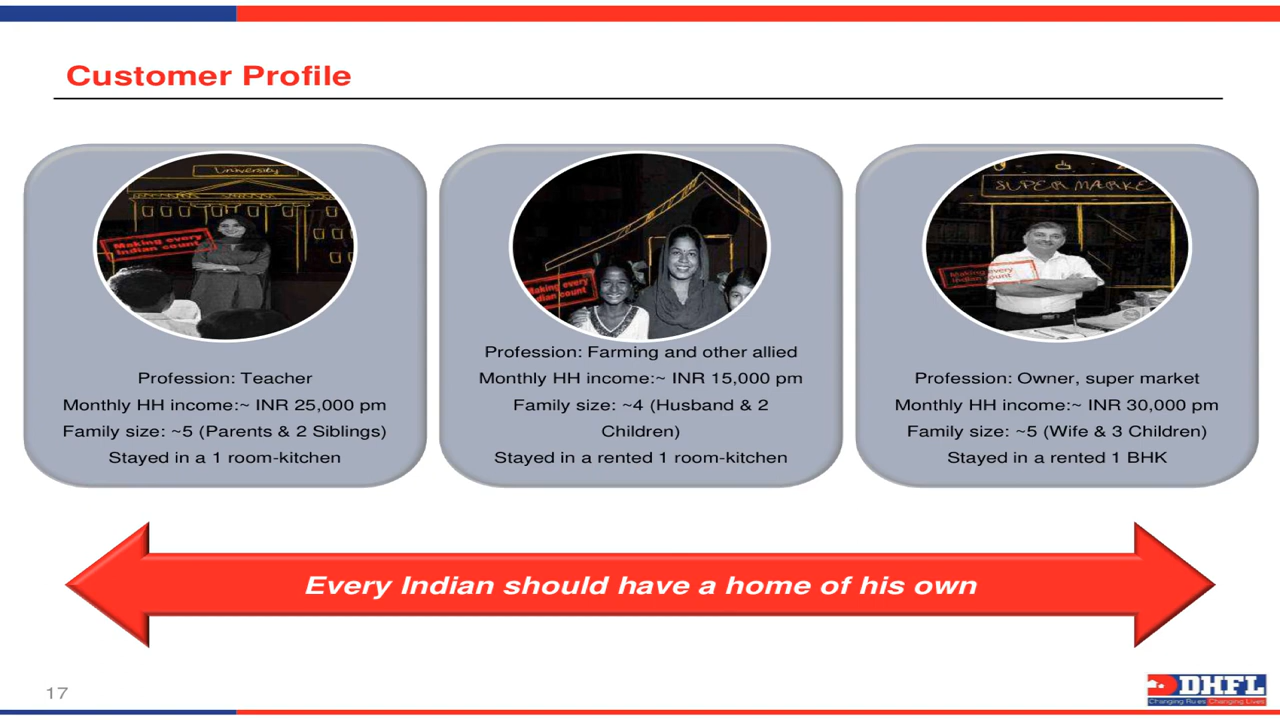 Customer Profile
University
Making every
Indian count
Profession: Teacher
Monthly HH income:~ INR 25,000 pm
Family size: ~5 (Parents & 2 Siblings)
Stayed in a 1 room-kitchen
Making every
Indian count
Profession: Farming and other allied
Monthly HH income:~ INR 15,000 pm
Family size: ~4 (Husband & 2
Children)
Stayed in a rented 1 room-kitchen
SUPER MARKE
Making every
Indian count
Profession: Owner, super market
Monthly HH income:~ INR 30,000 pm
Family size: ~5 (Wife & 3 Children)
Stayed in a rented 1 BHK
Every Indian should have a home of his own
17
DHFL
Changing Rules Changing Lives